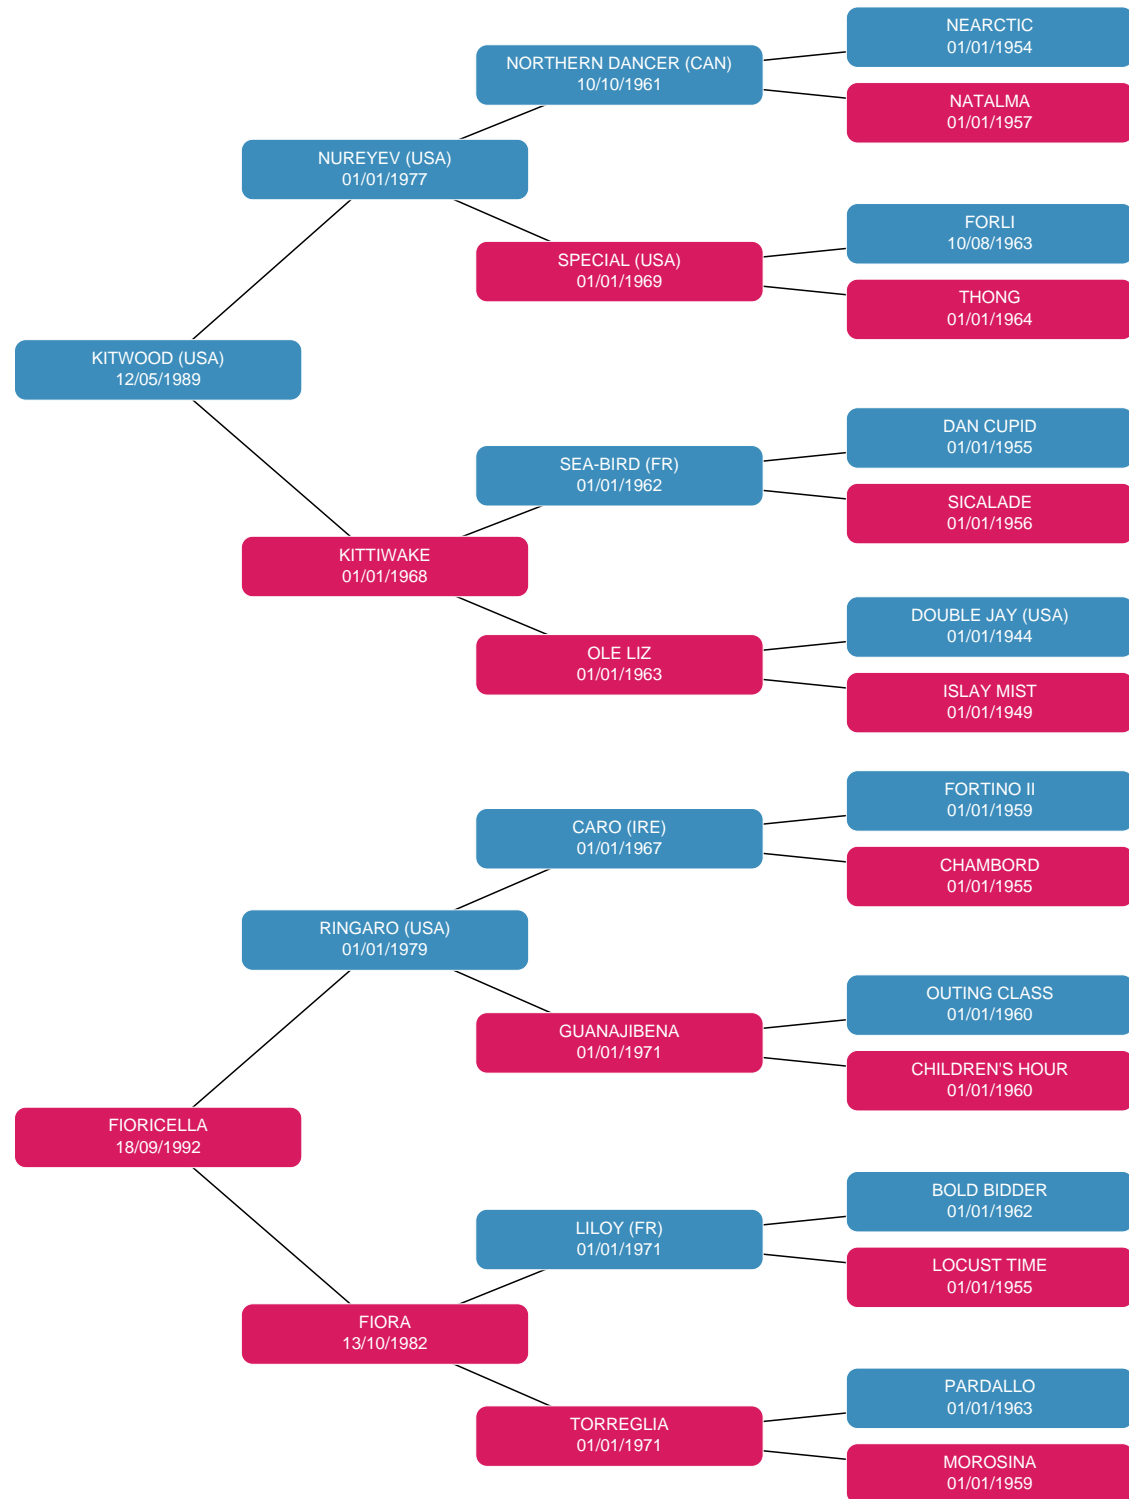 NEARCTIC
01/01/1954
NORTHERN DANCER (CAN)
10/10/1961
NATALMA
01/01/1957
NUREYEV (USA)
01/01/1977
FORLI
10/08/1963
SPECIAL (USA)
01/01/1969
THONG
01/01/1964
KITWOOD (USA)
12/05/1989
DAN CUPID
01/01/1955
SEA-BIRD (FR)
01/01/1962
SICALADE
01/01/1956
KITTIWAKE
01/01/1968
DOUBLE JAY (USA)
01/01/1944
OLE LIZ
01/01/1963
ISLAY MIST
01/01/1949
FORTINO II
01/01/1959
CARO (IRE)
01/01/1967
CHAMBORD
01/01/1955
RINGARO (USA)
01/01/1979
OUTING CLASS
01/01/1960
GUANAJIBENA
01/01/1971
CHILDREN'S HOUR
01/01/1960
FIORICELLA
18/09/1992
BOLD BIDDER
01/01/1962
LILOY (FR)
01/01/1971
LOCUST TIME
01/01/1955
FIORA
13/10/1982
PARDALLO
01/01/1963
TORREGLIA
01/01/1971
MOROSINA
01/01/1959